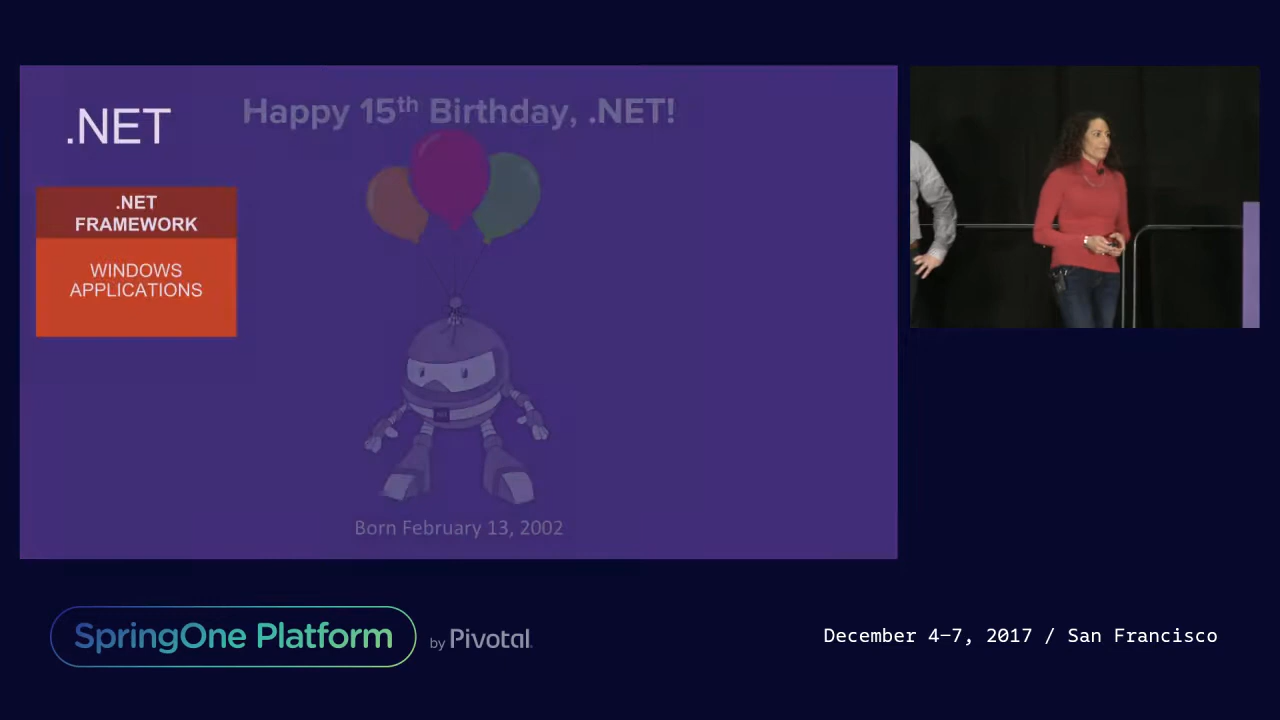 Happy 15th Birthday, .NET!
.NET
.NET
FRAMEWORK
WINDOWS
APPLICATIONS
Born February 13, 2002
SpringOne Platform by Pivotal.
December 4–7, 2017 / San Francisco